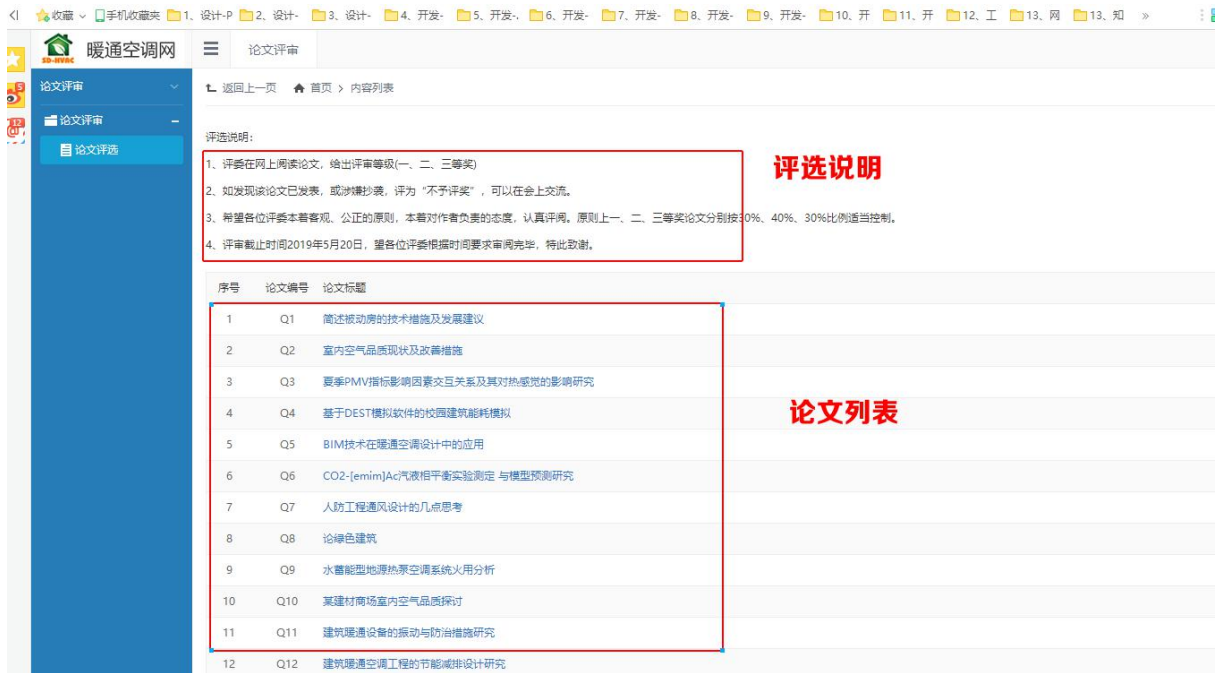 收藏 手机收藏夹 1、设计-P 2、设计- 3、设计- 4、开发- 5、开发-、 6、开发- 7、开发- 8、开发- 9、开发- 10、开 11、开 12、工 13、网 13、知 »
SD-HVAC 暖通空调网 论文评审
论文评审
返回上一页 首页 > 内容列表
论文评审
论文评选
评选说明：
1、评委在网上阅读论文，给出评审等级(一、二、三等奖)
评选说明
2、如发现该论文已发表，或涉嫌抄袭，评为“不予评奖”，可以在会上交流。
3、希望各位评委本着客观、公正的原则，本着对作者负责的态度，认真评阅。原则上一、二、三等奖论文分别按30%、40%、30%比例适当控制。
4、评审截止时间2019年5月20日，望各位评委根据时间要求审阅完毕，特此致谢。
序号 论文编号 论文标题
1 Q1 简述被动房的技术措施及发展建议
2 Q2 室内空气品质现状及改善措施
3 Q3 夏季PMV指标影响因素交互关系及其对热感觉的影响研究
4 Q4 基于DEST模拟软件的校园建筑能耗模拟
论文列表
5 Q5 BIM技术在暖通空调设计中的应用
6 Q6 CO2-[emim]Ac汽液相平衡实验测定 与模型预测研究
7 Q7 人防工程通风设计的几点思考
8 Q8 论绿色建筑
9 Q9 水蓄能型地源热泵空调系统火用分析
10 Q10 某建材商场室内空气品质探讨
11 Q11 建筑暖通设备的振动与防治措施研究
12 Q12 建筑暖通空调工程的节能减排设计研究
5
12